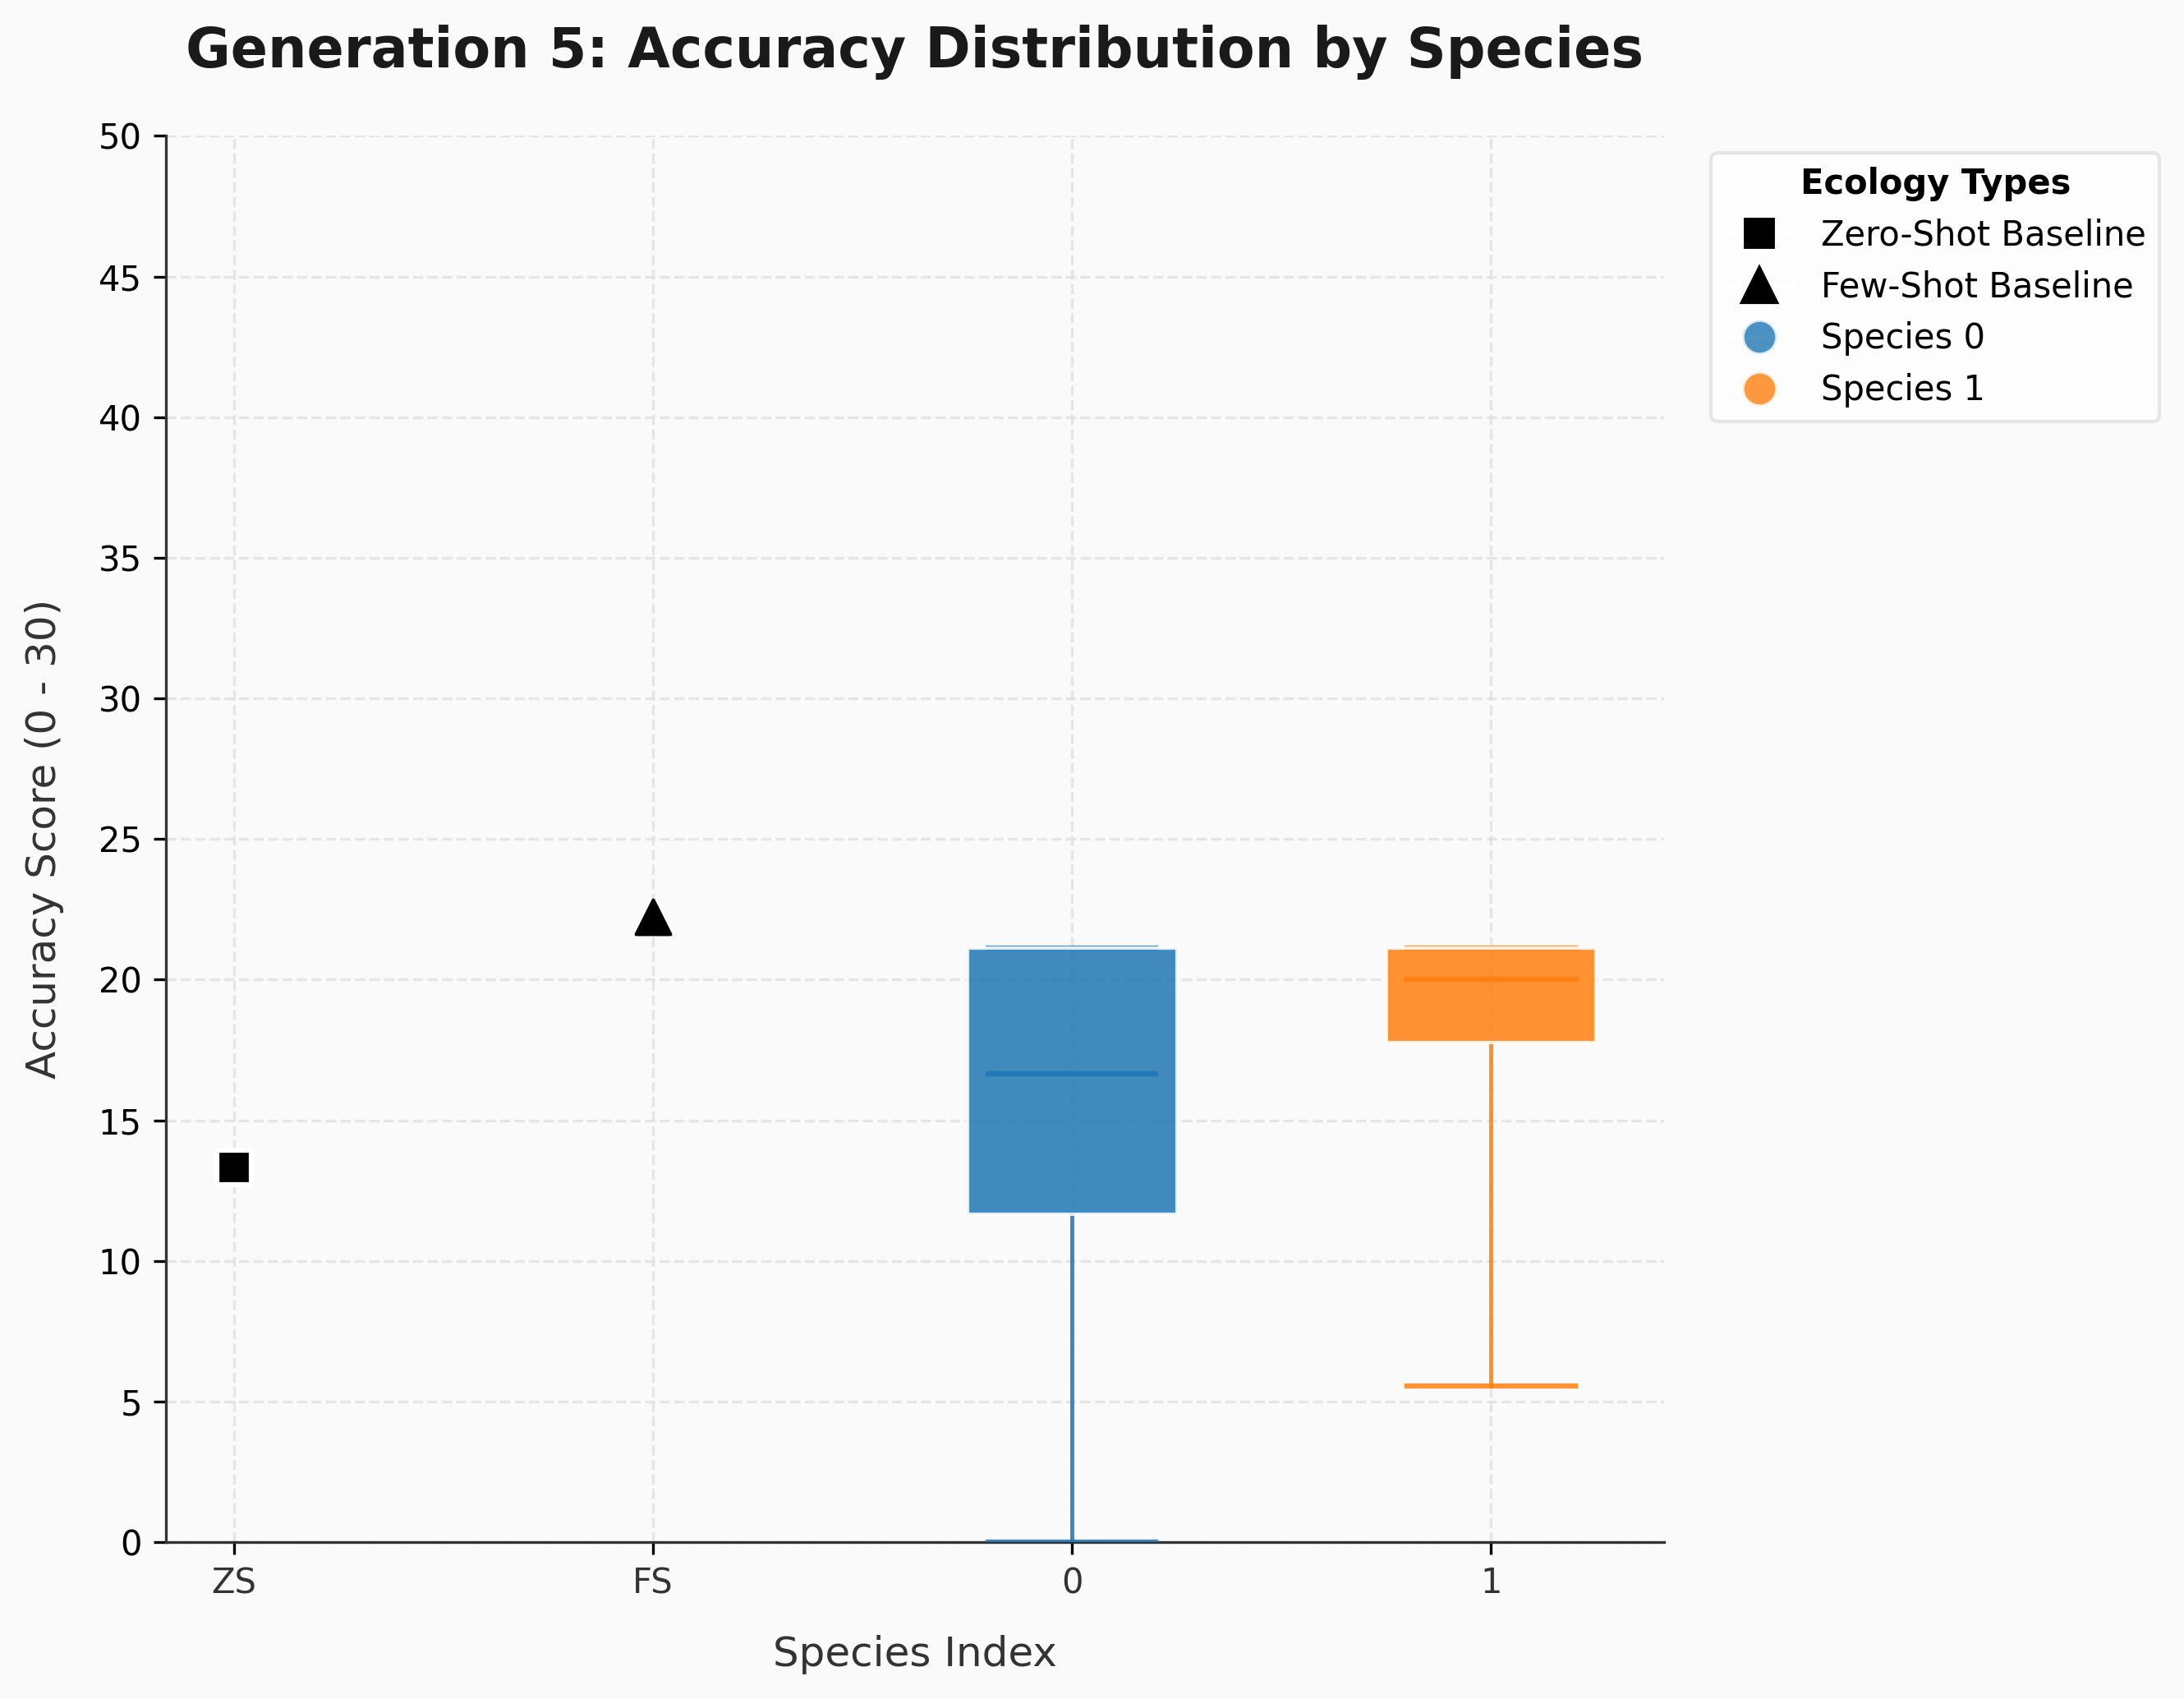 Generation 5: Accuracy Distribution by Species
50
45
40
35
30
25
20
15
10
5
0
Accuracy Score (0 - 30)
ZS
FS
0
1
Species Index
Ecology Types
Zero-Shot Baseline
Few-Shot Baseline
Species 0
Species 1